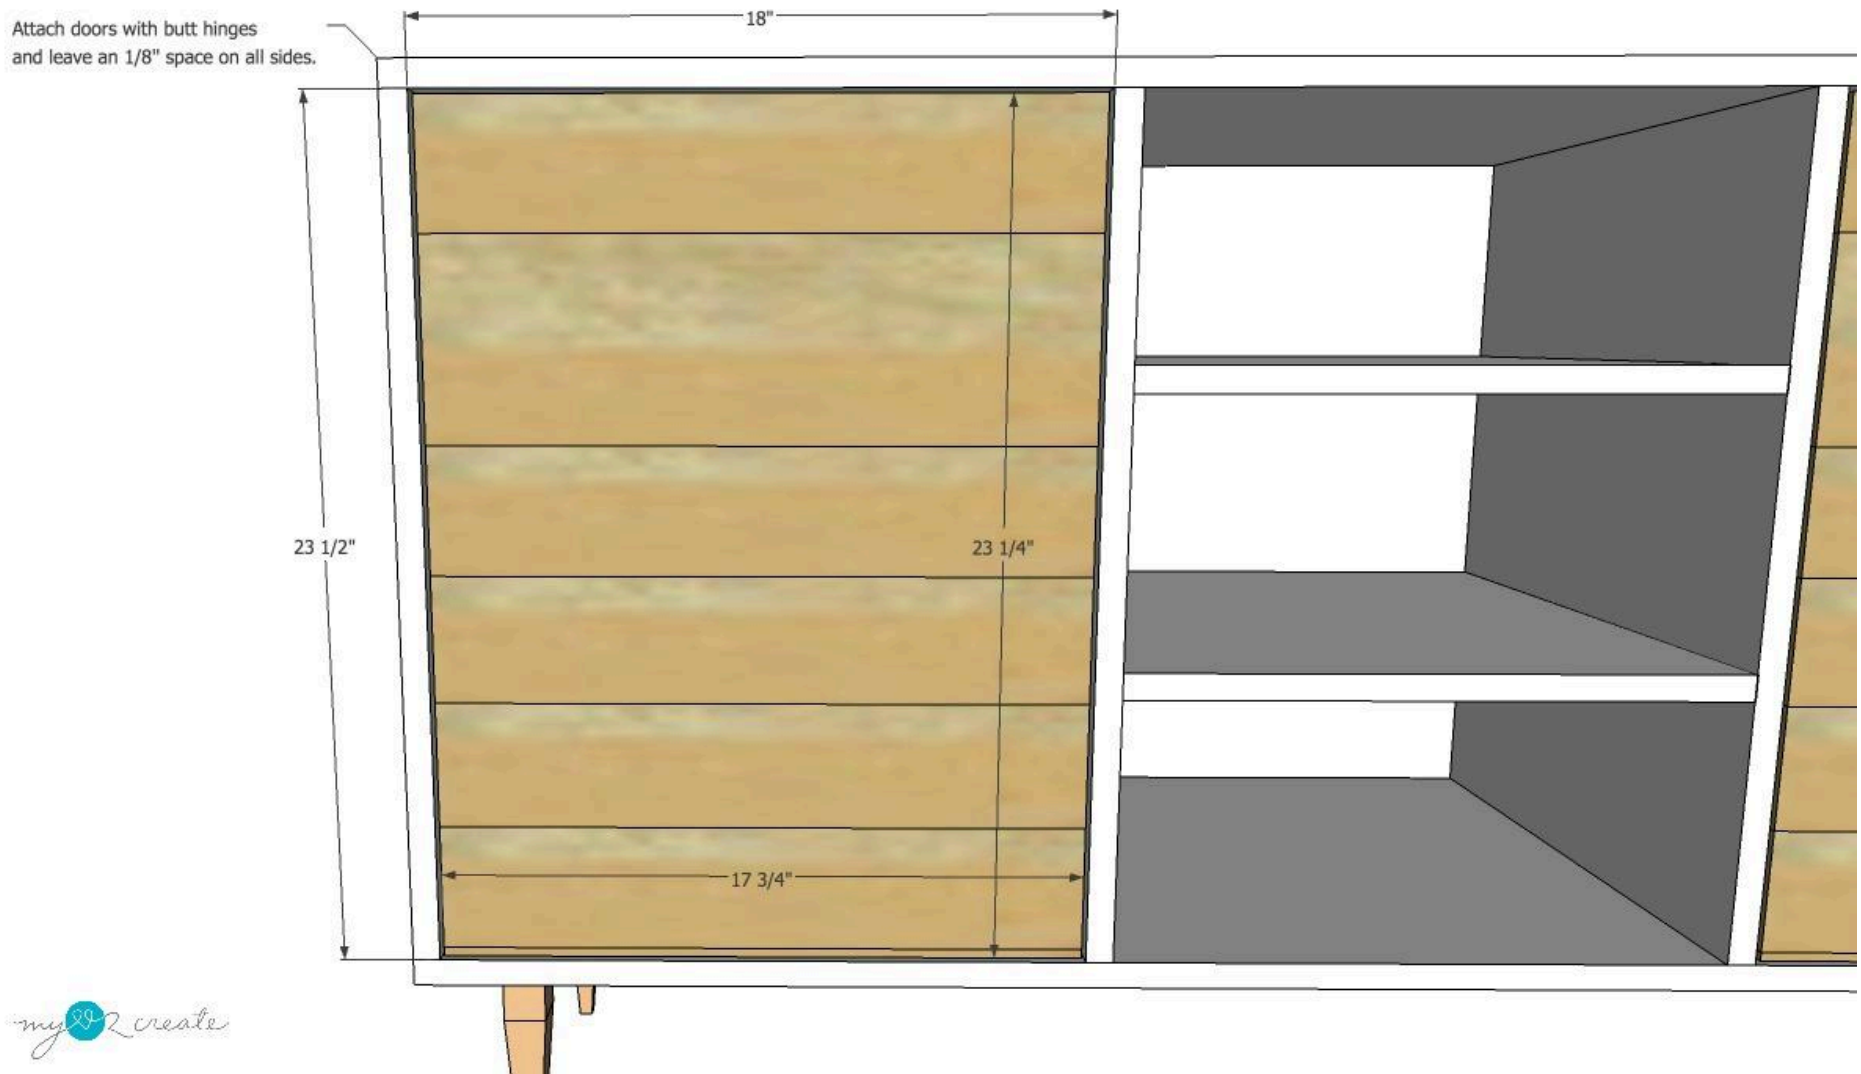 Attach doors with butt hinges
and leave an 1/8" space on all sides.
18"
23 1/2"
23 1/4"
17 3/4"
my 2 create